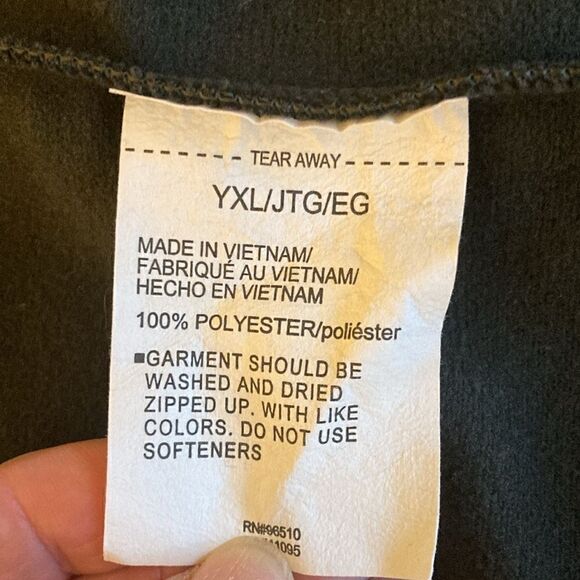 TEAR AWAY
YXL/JTG/EG
MADE IN VIETNAM/
FABRIQUÉ AU VIETNAM/
HECHO EN VIETNAM
100% POLYESTER/poliéster
■GARMENT SHOULD BE
WASHED AND DRIED
ZIPPED UP. WITH LIKE
COLORS. DO NOT USE
SOFTENERS
RN#96510